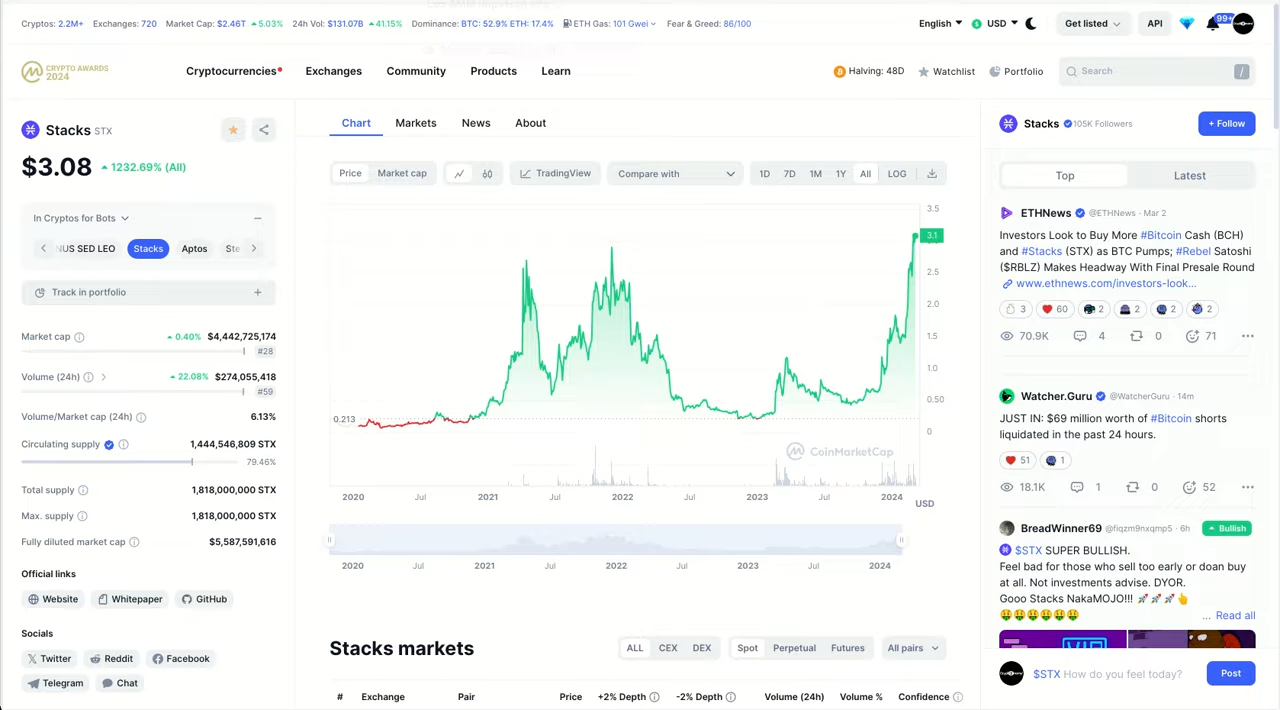 Cryptos: 2.2M+ Exchanges: 720 Market Cap: $2.46T 5.03% 24h Vol: $131.07B 41.15% Dominance: BTC: 52.9% ETH: 17.4% ETH Gas: 101 Gwei Fear & Greed: 86/100
English USD Get listed API 99+
CRYPTO AWARDS
2024
Cryptocurrencies Exchanges Community Products Learn
Halving: 48D Watchlist Portfolio Search /
Stacks STX
$3.08 1232.69% (All)
In Cryptos for Bots
NUS SED LEO Stacks Aptos Ste
Track in portfolio +
Market cap 0.40% $4,442,725,174
#28
Volume (24h) 22.08% $274,055,418
#59
Volume/Market cap (24h) 6.13%
Circulating supply 1,444,546,809 STX
79.46%
Total supply 1,818,000,000 STX
Max. supply 1,818,000,000 STX
Fully diluted market cap $5,587,591,616
Official links
Website Whitepaper GitHub
Socials
Twitter Reddit Facebook
Telegram Chat
Chart Markets News About
Price Market cap TradingView Compare with 1D 7D 1M 1Y All LOG
3.5
3.1
2.5
2.0
1.5
1.0
0.50
0.213
0
CoinMarketCap
2020 Jul 2021 Jul 2022 Jul 2023 Jul 2024
USD
2020 Jul 2021 Jul 2022 Jul 2023 Jul 2024
Stacks markets
ALL CEX DEX Spot Perpetual Futures All pairs
# Exchange Pair Price +2% Depth -2% Depth Volume (24h) Volume % Confidence
Stacks 105K Followers + Follow
Top Latest
ETHNews @ETHNews · Mar 2
Investors Look to Buy More #Bitcoin Cash (BCH)
and #Stacks (STX) as BTC Pumps; #Rebel Satoshi
($RBLZ) Makes Headway With Final Presale Round
www.ethnews.com/investors-look...
3 60 2 2 2 2
70.9K 4 0 71
Watcher.Guru @WatcherGuru · 14m
JUST IN: $69 million worth of #Bitcoin shorts
liquidated in the past 24 hours.
51 1
18.1K 1 0 52
BreadWinner69 @fiqzm9nxqmp5 · 6h Bullish
$STX SUPER BULLISH.
Feel bad for those who sell too early or doan buy
at all. Not investments advise. DYOR.
Gooo Stacks NakaMOJO!!! 🚀🚀🚀👆
🤑🤑🤑🤑🤑🤑 ... Read all
$STX How do you feel today? Post